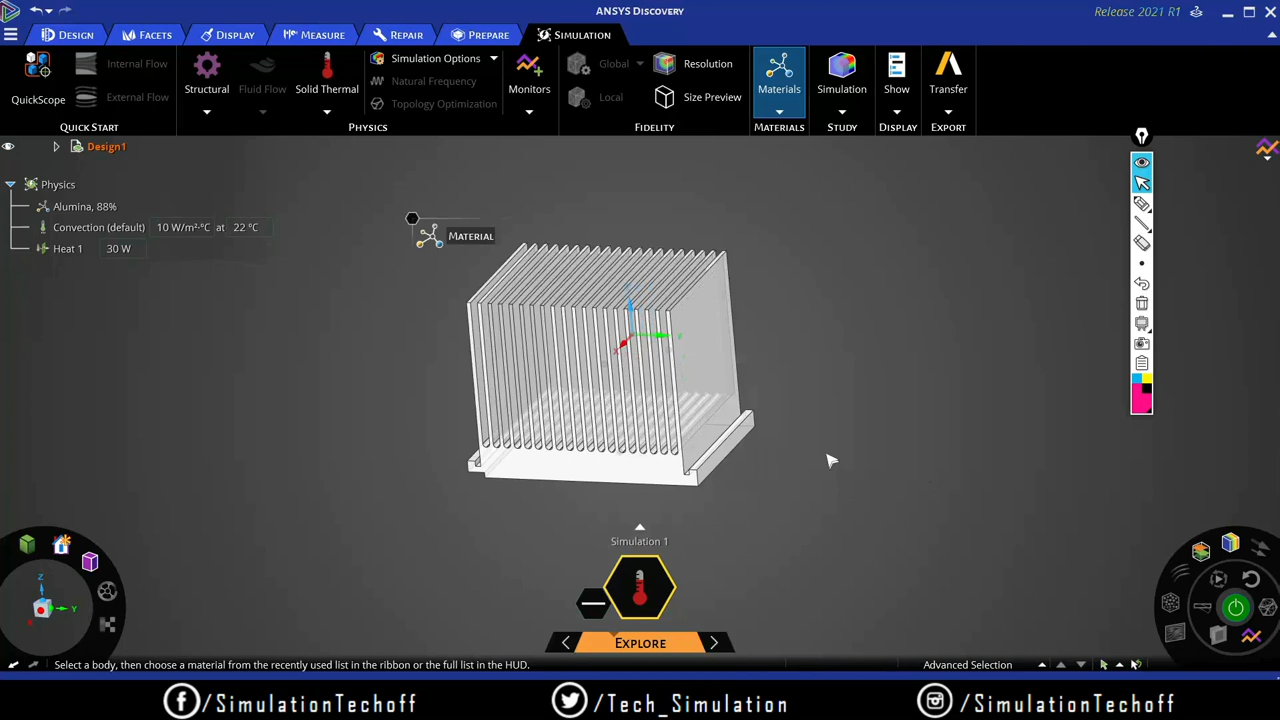 ANSYS Discovery
Release 2021 R1
DESIGN
FACETS
DISPLAY
MEASURE
REPAIR
PREPARE
SIMULATION
QuickScope
Internal Flow
External Flow
QUICK START
Structural
Fluid Flow
Solid Thermal
Simulation Options
Natural Frequency
Topology Optimization
PHYSICS
Monitors
Global
Local
Resolution
Size Preview
FIDELITY
Materials
MATERIALS
Simulation
STUDY
Show
DISPLAY
Transfer
EXPORT
Design1
Physics
Alumina, 88%
Convection (default) 10 W/m²·°C at 22 °C
Heat 1 30 W
MATERIAL
Z
Y
Y
X
Simulation 1
EXPLORE
Select a body, then choose a material from the recently used list in the ribbon or the full list in the HUD.
Advanced Selection
/SimulationTechoff
/Tech_Simulation
/SimulationTechoff